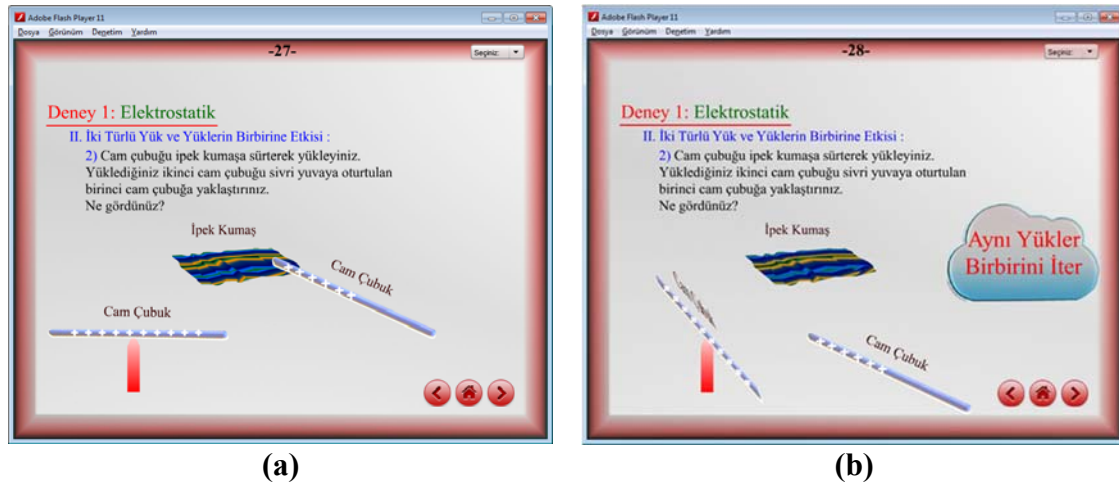 Adobe Flash Player 11
Dosya Görünüm Denetim Yardım
-27-
Seçiniz:
Deney 1: Elektrostatik
II. İki Türlü Yük ve Yüklerin Birbirine Etkisi :
2) Cam çubuğu ipek kumaşa sürterek yükleyiniz.
Yüklediğiniz ikinci cam çubuğu sivri yuvaya oturtulan
birinci cam çubuğa yaklaştırınız.
Ne gördünüz?
İpek Kumaş
Cam Çubuk
Cam Çubuk
(a)
Adobe Flash Player 11
Dosya Görünüm Denetim Yardım
-28-
Seçiniz:
Deney 1: Elektrostatik
II. İki Türlü Yük ve Yüklerin Birbirine Etkisi :
2) Cam çubuğu ipek kumaşa sürterek yükleyiniz.
Yüklediğiniz ikinci cam çubuğu sivri yuvaya oturtulan
birinci cam çubuğa yaklaştırınız.
Ne gördünüz?
İpek Kumaş
Aynı Yükler
Birbirini İter
Cam Çubuk
(b)